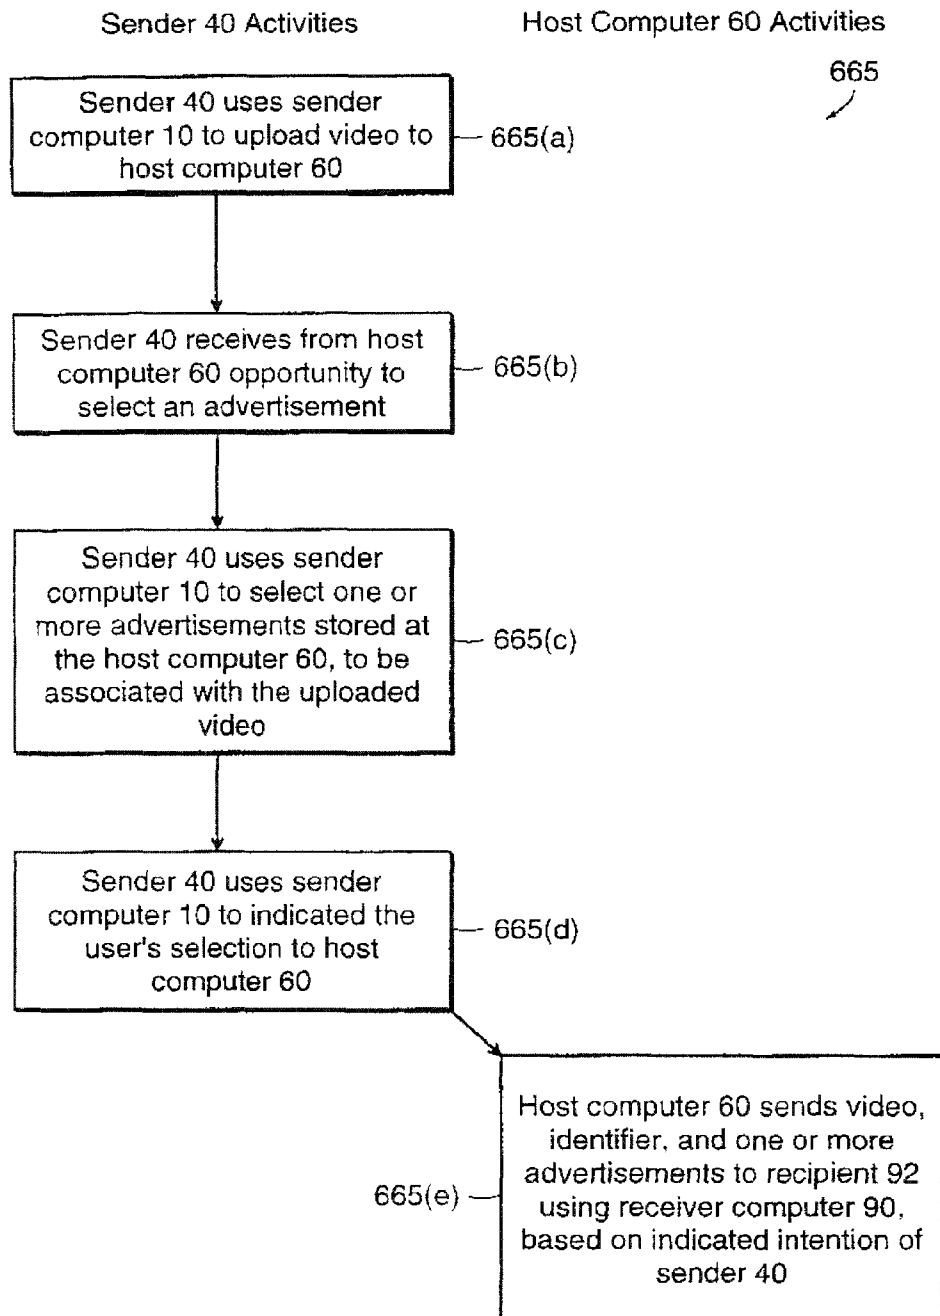 Sender 40 Activities
Host Computer 60 Activities
665
Sender 40 uses sender
computer 10 to upload video to
host computer 60
665(a)
Sender 40 receives from host
computer 60 opportunity to
select an advertisement
665(b)
Sender 40 uses sender
computer 10 to select one or
more advertisements stored at
the host computer 60, to be
associated with the uploaded
video
665(c)
Sender 40 uses sender
computer 10 to indicated the
user's selection to host
computer 60
665(d)
Host computer 60 sends video,
identifier, and one or more
advertisements to recipient 92
using receiver computer 90,
based on indicated intention of
sender 40
665(e)